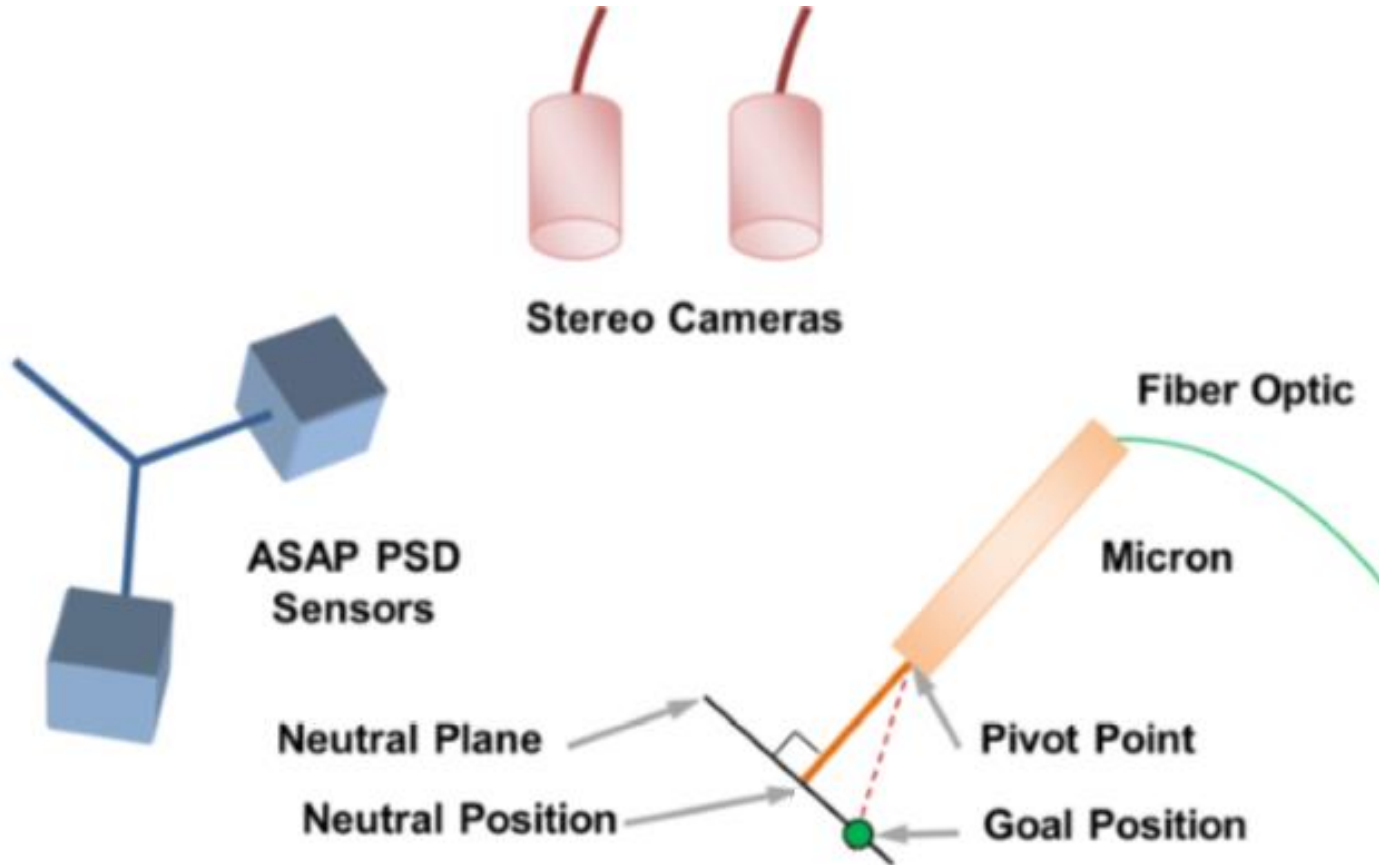 Stereo Cameras
Fiber Optic
ASAP PSD
Sensors
Micron
Neutral Plane
Pivot Point
Neutral Position
Goal Position